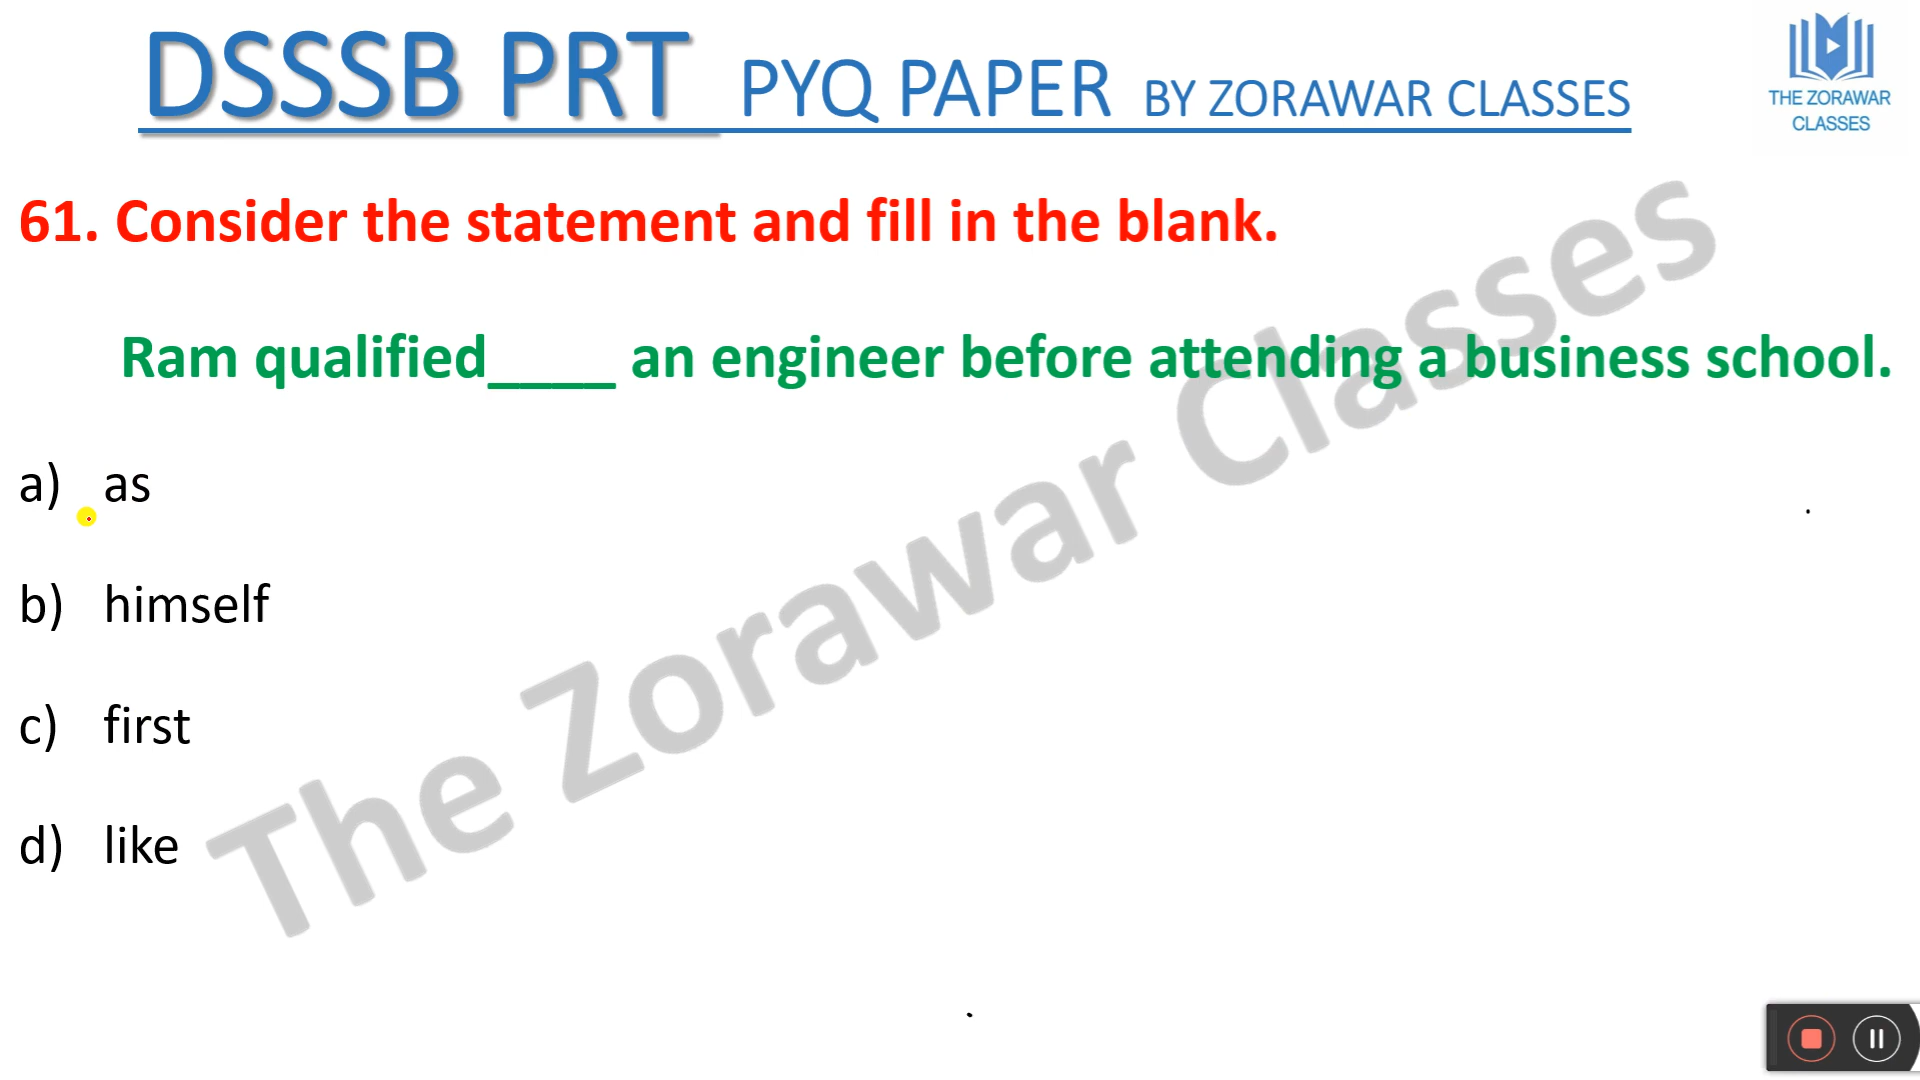 DSSSB PRT PYQ PAPER BY ZORAWAR CLASSES
THE ZORAWAR
CLASSES
61. Consider the statement and fill in the blank.
Ram qualified____ an engineer before attending a business school.
a) as
b) himself
c) first
d) like
The Zorawar Classes